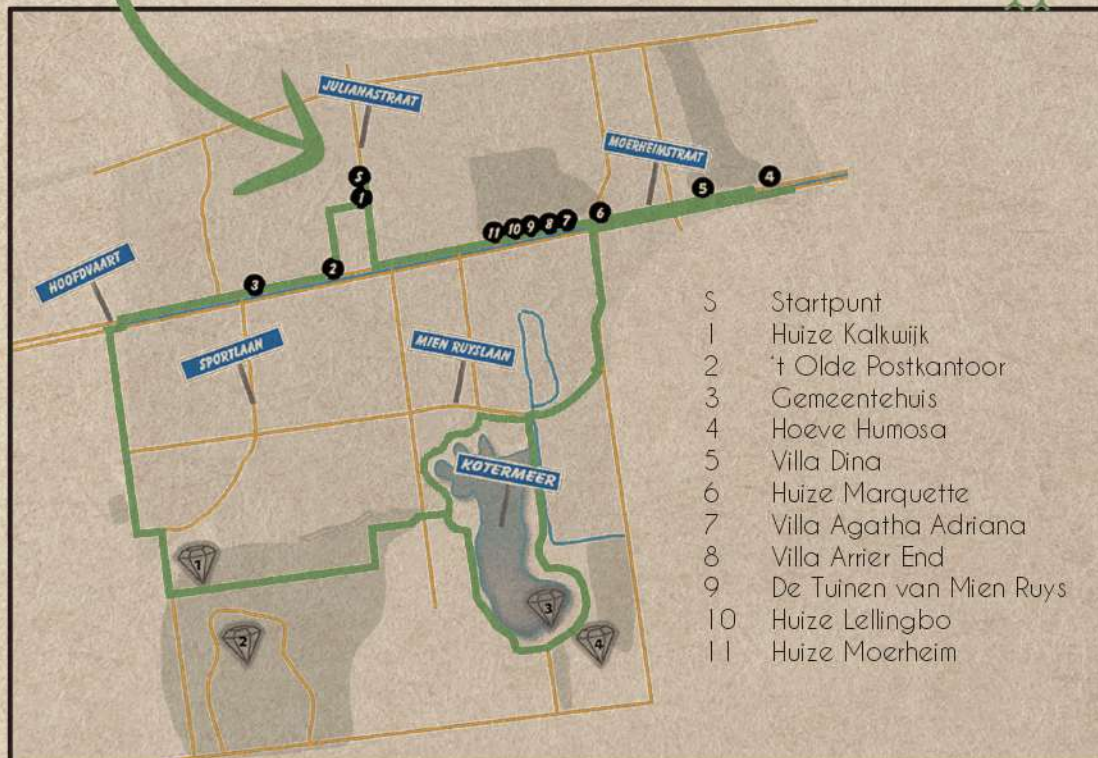 JULIANASTRAAT
MOERHEIMSTRAAT
S
1
5
4
11 10 9 8 7 6
2
3
HOOFDVAART
SPORTLAAN
MIEN RUYSLAAN
KOTERMEER
1
2
3
4
S Startpunt
1 Huize Kalkwijk
2 't Olde Postkantoor
3 Gemeentehuis
4 Hoeve Humosa
5 Villa Dina
6 Huize Marquette
7 Villa Agatha Adriana
8 Villa Arrier End
9 De Tuinen van Mien Ruys
10 Huize Lellingbo
11 Huize Moerheim